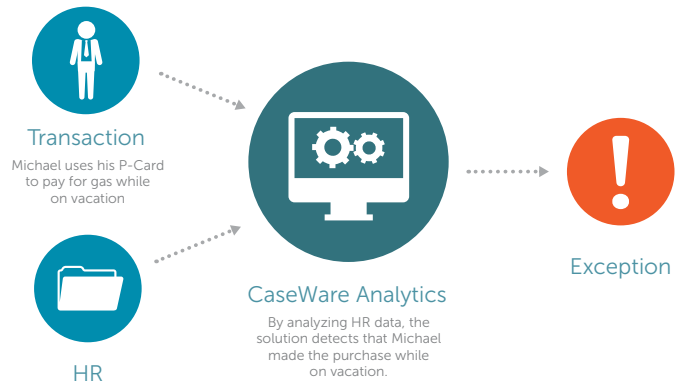 Transaction
Michael uses his P-Card
to pay for gas while
on vacation
HR
CaseWare Analytics
By analyzing HR data, the
solution detects that Michael
made the purchase while
on vacation.
Exception